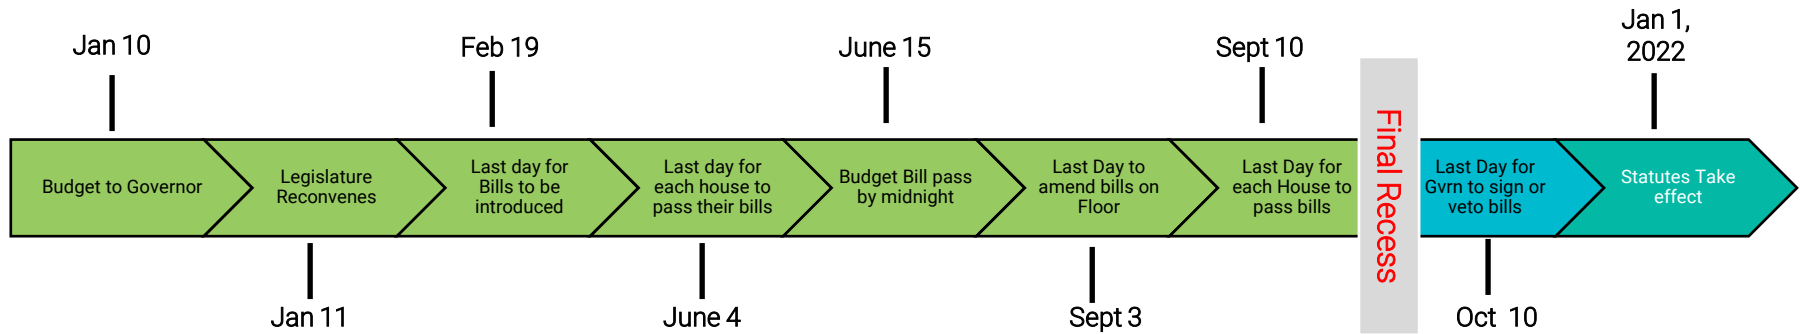 Jan 10
Feb 19
June 15
Sept 10
Jan 1,
2022
Budget to Governor
Legislature
Reconvenes
Last day for
Bills to be
introduced
Last day for
each house to
pass their bills
Budget Bill pass
by midnight
Last Day to
amend bills on
Floor
Last Day for
each House to
pass bills
Final Recess
Last Day for
Gvrn to sign or
veto bills
Statutes Take
effect
Jan 11
June 4
Sept 3
Oct 10